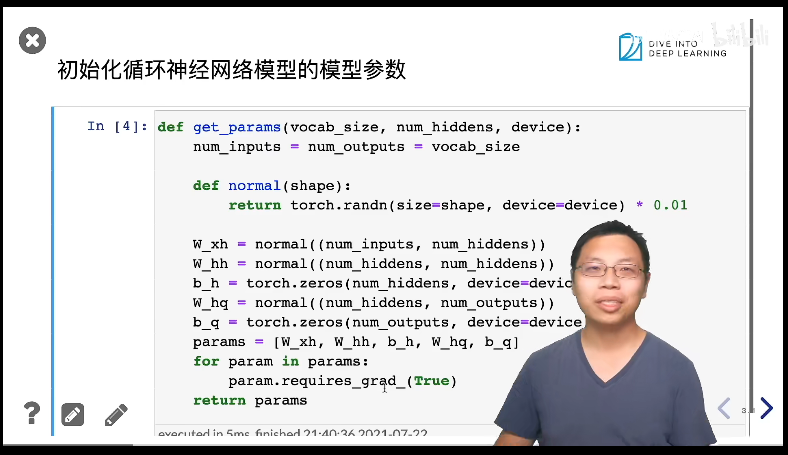 bilibili
DIVE INTO
DEEP LEARNING
初始化循环神经网络模型的模型参数
In [4]: def get_params(vocab_size, num_hiddens, device):
num_inputs = num_outputs = vocab_size
def normal(shape):
return torch.randn(size=shape, device=device) * 0.01
W_xh = normal((num_inputs, num_hiddens))
W_hh = normal((num_hiddens, num_hiddens))
b_h = torch.zeros(num_hiddens, device=devic
W_hq = normal((num_hiddens, num_outputs))
b_q = torch.zeros(num_outputs, device=device
params = [W_xh, W_hh, b_h, W_hq, b_q]
for param in params:
param.requires_grad_(True)
return params
?
executed in 5ms, finished 21:40:36 2021-07-22